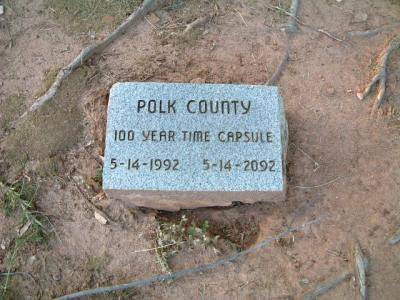 POLK COUNTY
100 YEAR TIME CAPSULE
5-14-1992 5-14-2092